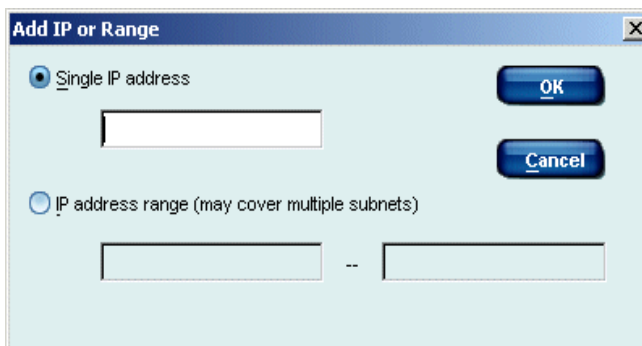 Add IP or Range
Single IP address
OK
Cancel
IP address range (may cover multiple subnets)
--